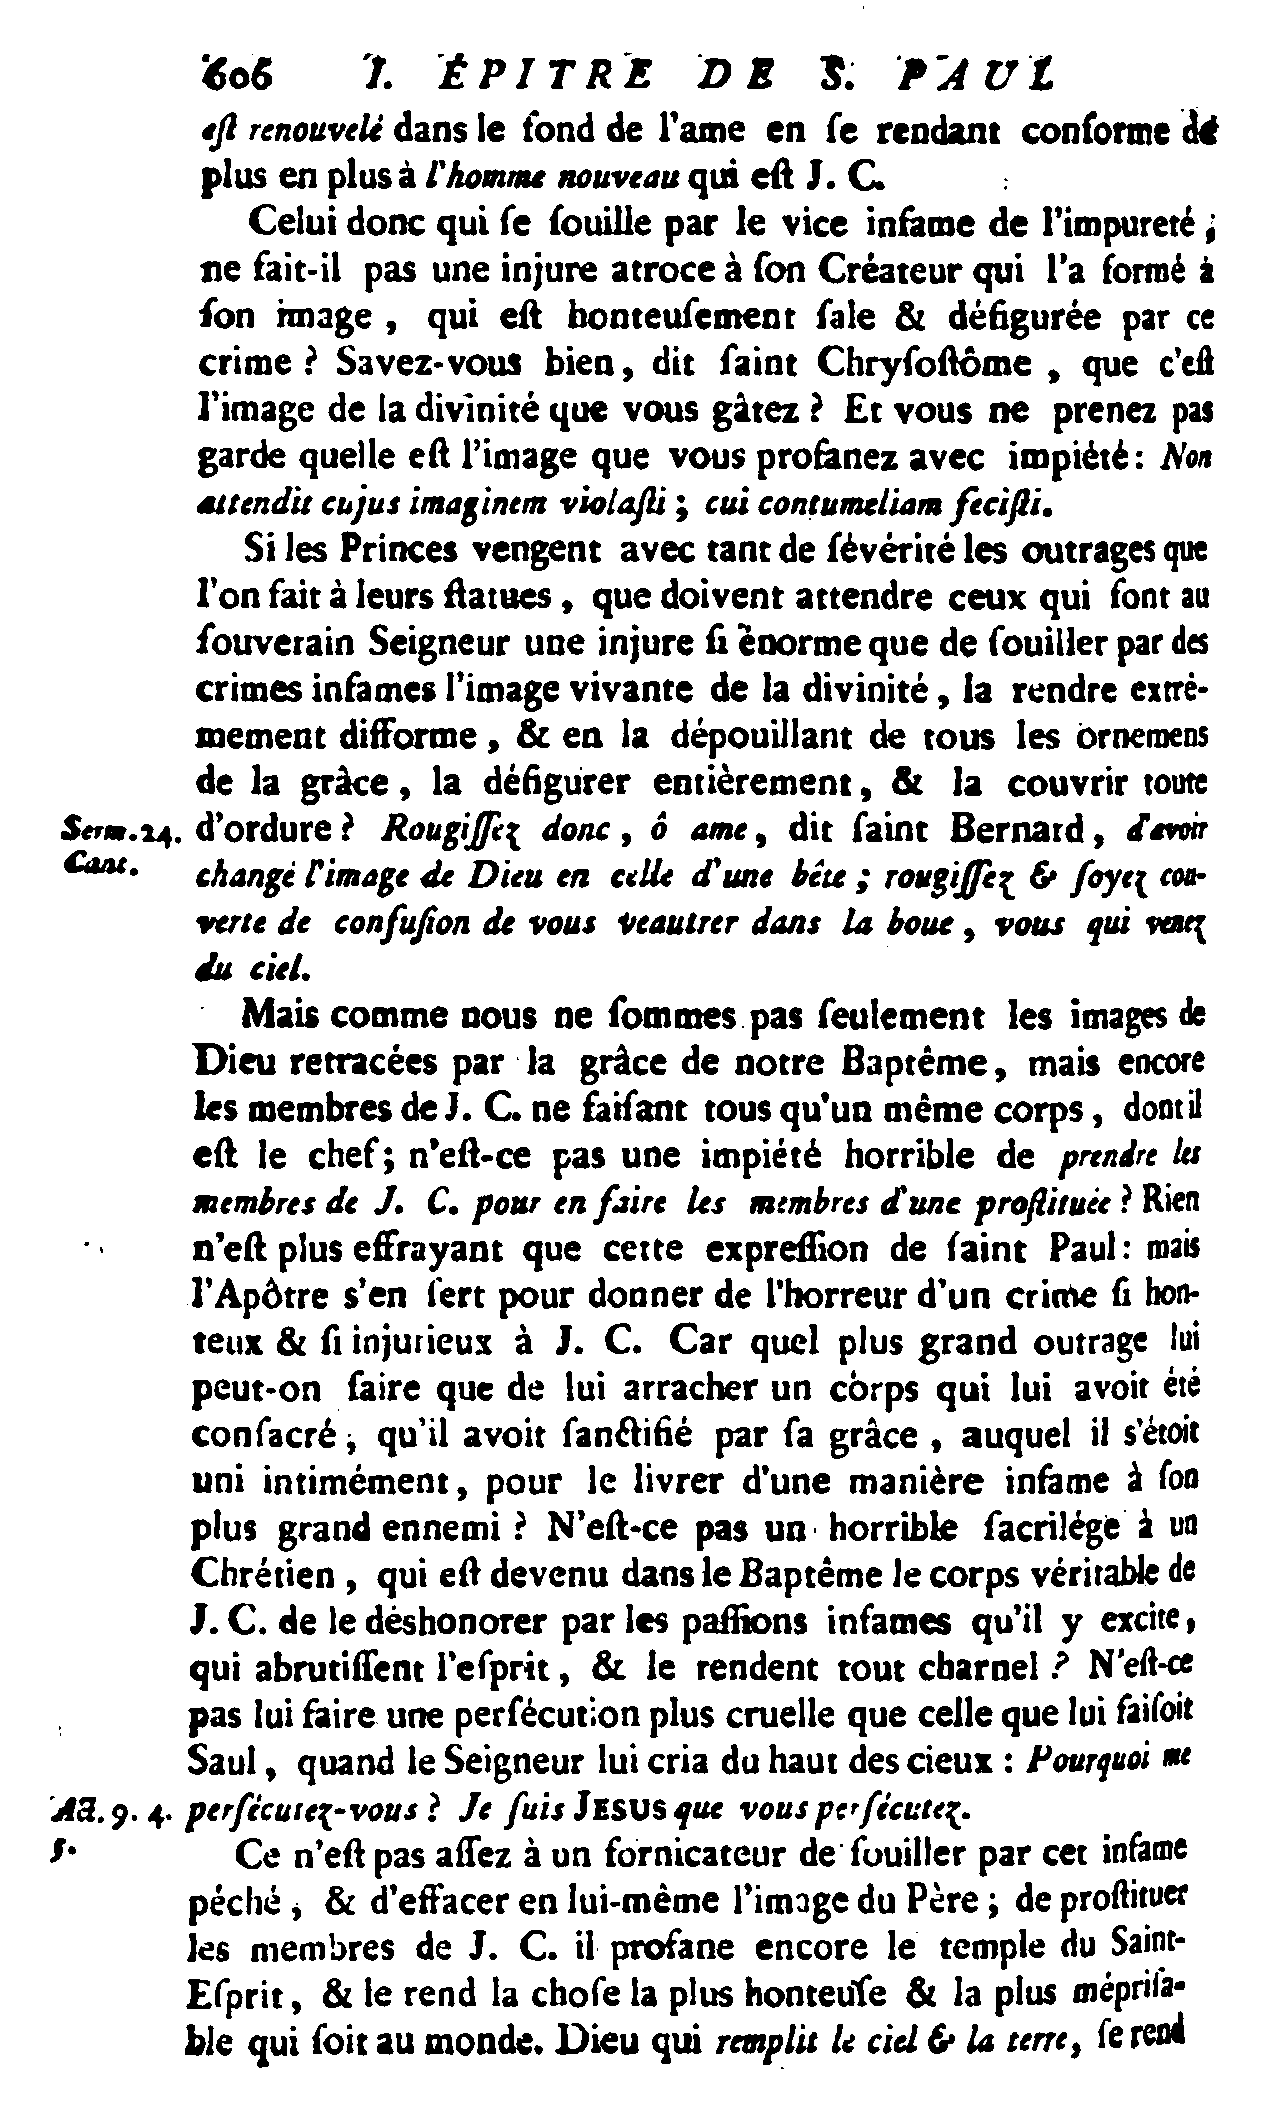 606 I. ÉPITRE DE S. PAUL
eſt renouvelé dans le fond de l'ame en ſe rendant conforme de
plus en plus à l'homme nouveau qui eſt J. C.
Celui donc qui ſe ſouille par le vice infame de l'impureté,
ne fait-il pas une injure atroce à ſon Créateur qui l'a formé à
ſon image, qui eſt honteuſement ſale & défigurée par ce
crime ? Savez-vous bien, dit ſaint Chryſoſtôme, que c'eſt
l'image de la divinité que vous gâtez ? Et vous ne prenez pas
garde quelle eſt l'image que vous profanez avec impiété : Non
attendit cujus imaginem violaſti ; cui contumeliam feciſti.
Si les Princes vengent avec tant de ſévérité les outrages que
l'on fait à leurs ſtatues, que doivent attendre ceux qui font au
ſouverain Seigneur une injure ſi énorme que de ſouiller par des
crimes infames l'image vivante de la divinité, la rendre extrê-
mement difforme, & en la dépouillant de tous les ornemens
de la grâce, la défigurer entièrement, & la couvrir toute
Serm. 24. d'ordure ? Rougiſſez donc, ô ame, dit ſaint Bernard, d'avoir
Cant. changé l'image de Dieu en celle d'une bête ; rougiſſez & ſoyez cou-
verte de confuſion de vous veautrer dans la boue, vous qui venez
du ciel.
Mais comme nous ne ſommes pas ſeulement les images de
Dieu retracées par la grâce de notre Baptême, mais encore
les membres de J. C. ne faiſant tous qu'un même corps, dont il
eſt le chef ; n'eſt-ce pas une impiété horrible de prendre les
membres de J. C. pour en faire les membres d'une proſtituée ? Rien
n'eſt plus effrayant que cette expreſſion de ſaint Paul : mais
l'Apôtre s'en ſert pour donner de l'horreur d'un crime ſi hon-
teux & ſi injurieux à J. C. Car quel plus grand outrage lui
peut-on faire que de lui arracher un corps qui lui avoit été
conſacré, qu'il avoit ſanctifié par ſa grâce, auquel il s'étoit
uni intimément, pour le livrer d'une manière infame à ſon
plus grand ennemi ? N'eſt-ce pas un horrible ſacrilége à un
Chrétien, qui eſt devenu dans le Baptême le corps véritable de
J. C. de le déshonorer par les paſſions infames qu'il y excite,
qui abrutiſſent l'eſprit, & le rendent tout charnel ? N'eſt-ce
pas lui faire une perſécution plus cruelle que celle que lui faiſoit
Saul, quand le Seigneur lui cria du haut des cieux : Pourquoi me
Act. 9. 4. perſécutez-vous ? Je ſuis JESUS que vous perſécutez.
5. Ce n'eſt pas aſſez à un fornicateur de ſouiller par cet infame
péché, & d'effacer en lui-même l'image du Père ; de proſtituer
les membres de J. C. il profane encore le temple du Saint-
Eſprit, & le rend la choſe la plus honteuſe & la plus mépriſa-
ble qui ſoit au monde. Dieu qui remplit le ciel & la terre, ſe rend